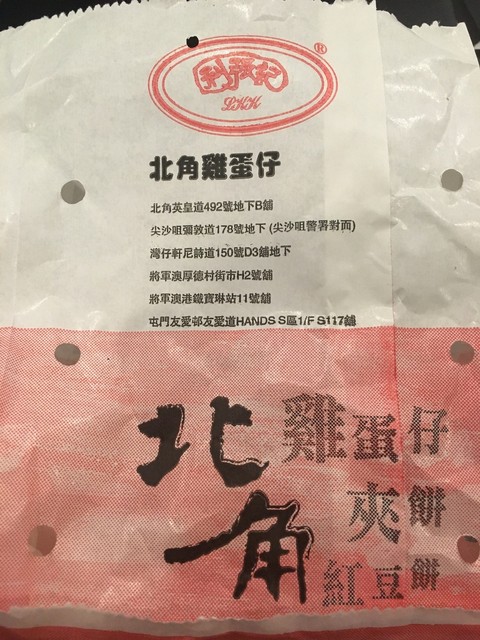 利強記
®
LKK
北角雞蛋仔
北角英皇道492號地下B舖
尖沙咀彌敦道178號地下 (尖沙咀警署對面)
灣仔軒尼詩道150號D3舖地下
將軍澳厚德村街市H2號舖
將軍澳港鐵寶琳站11號舖
屯門友愛邨友愛道HANDS S區1/F S117舖
北角
雞蛋仔
夾餅
紅豆餅